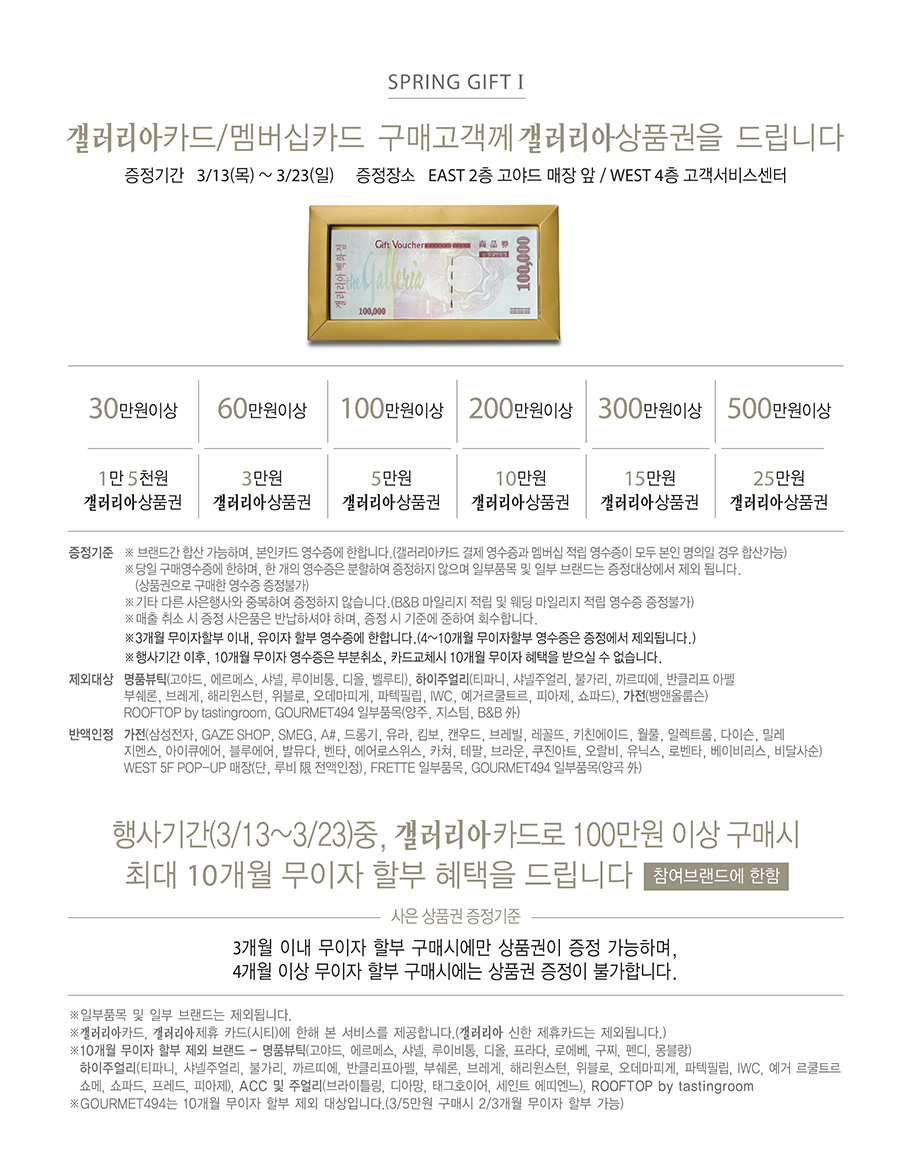 SPRING GIFT I
갤러리아카드/멤버십카드 구매고객께 갤러리아상품권을 드립니다
증정기간 3/13(목) ~ 3/23(일) 증정장소 EAST 2층 고야드 매장 앞 / WEST 4층 고객서비스센터
갤러리아백화점
Gift Voucher
商品券
the Galleria
100,000
100,000
30만원이상 60만원이상 100만원이상 200만원이상 300만원이상 500만원이상
1만 5천원 3만원 5만원 10만원 15만원 25만원
갤러리아상품권 갤러리아상품권 갤러리아상품권 갤러리아상품권 갤러리아상품권 갤러리아상품권
증정기준 ※ 브랜드간 합산 가능하며, 본인카드 영수증에 한합니다.(갤러리아카드 결제 영수증과 멤버십 적립 영수증이 모두 본인 명의일 경우 합산가능)
※당일 구매영수증에 한하며, 한 개의 영수증은 분할하여 증정하지 않으며 일부품목 및 일부 브랜드는 증정대상에서 제외 됩니다.
(상품권으로 구매한 영수증 증정불가)
※기타 다른 사은행사와 중복하여 증정하지 않습니다.(B&B 마일리지 적립 및 웨딩 마일리지 적립 영수증 증정불가)
※매출 취소 시 증정 사은품은 반납하셔야 하며, 증정 시 기준에 준하여 회수합니다.
※3개월 무이자할부 이내, 유이자 할부 영수증에 한합니다.(4~10개월 무이자할부 영수증은 증정에서 제외됩니다.)
※행사기간 이후, 10개월 무이자 영수증은 부분취소, 카드교체시 10개월 무이자 혜택을 받으실 수 없습니다.
제외대상 명품뷰틱(고야드, 에르메스, 샤넬, 루이비통, 디올, 벨루티), 하이주얼리(티파니, 샤넬주얼리, 불가리, 까르띠에, 반클리프 아펠
부쉐론, 브레게, 해리윈스턴, 위블로, 오데마피게, 파텍필립, IWC, 예거르쿨트르, 피아제, 쇼파드), 가전(뱅앤올룹슨)
ROOFTOP by tastingroom, GOURMET494 일부품목(양주, 지스텀, B&B 外)
반액인정 가전(삼성전자, GAZE SHOP, SMEG, A#, 드롱기, 유라, 킴보, 캔우드, 브레빌, 레꼴뜨, 키친에이드, 월풀, 일렉트롬, 다이슨, 밀레
지멘스, 아이큐에어, 블루에어, 발뮤다, 벤타, 에어로스위스, 카쳐, 테팔, 브라운, 쿠진아트, 오랄비, 유닉스, 로벤타, 베이비리스, 비달사순)
WEST 5F POP-UP 매장(단, 루비 限 전액인정), FRETTE 일부품목, GOURMET494 일부품목(양곡 外)
행사기간(3/13~3/23)중, 갤러리아카드로 100만원 이상 구매시
최대 10개월 무이자 할부 혜택을 드립니다 참여브랜드에 한함
사은 상품권 증정기준
3개월 이내 무이자 할부 구매시에만 상품권이 증정 가능하며,
4개월 이상 무이자 할부 구매시에는 상품권 증정이 불가합니다.
※일부품목 및 일부 브랜드는 제외됩니다.
※갤러리아카드, 갤러리아제휴 카드(시티)에 한해 본 서비스를 제공합니다.(갤러리아 신한 제휴카드는 제외됩니다.)
※10개월 무이자 할부 제외 브랜드 – 명품뷰틱(고야드, 에르메스, 샤넬, 루이비통, 디올, 프라다, 로에베, 구찌, 펜디, 몽블랑)
하이주얼리(티파니, 샤넬주얼리, 불가리, 까르띠에, 반클리프아펠, 부쉐론, 브레게, 해리윈스턴, 위블로, 오데마피게, 파텍필립, IWC, 예거 르쿨트르
쇼메, 쇼파드, 프레드, 피아제), ACC 및 주얼리(브라이틀링, 디아망, 태그호이어, 세인트 에띠엔느), ROOFTOP by tastingroom
※GOURMET494는 10개월 무이자 할부 제외 대상입니다.(3/5만원 구매시 2/3개월 무이자 할부 가능)